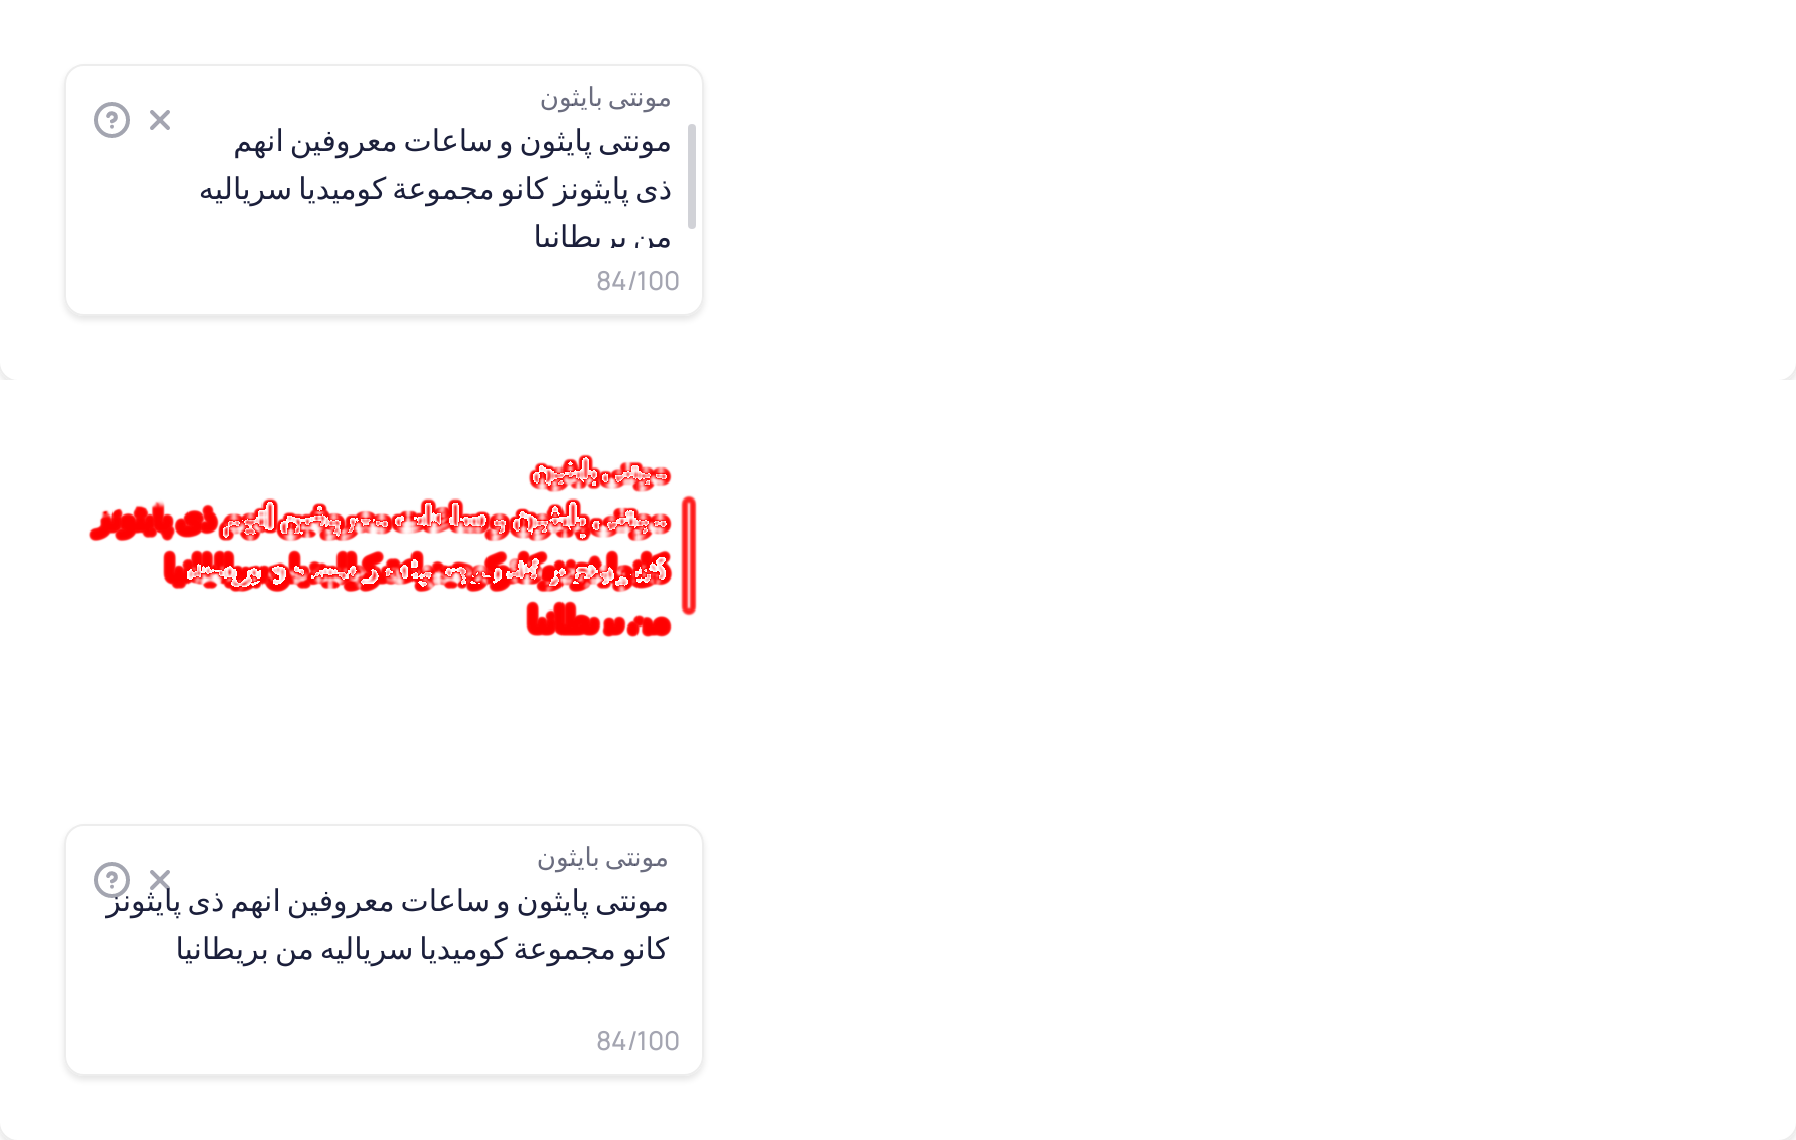 مونتى بايثون
مونتى پايثون و ساعات معروفين انهم
ذى پايثونز كانو مجموعة كوميديا سرياليه
من بريطانيا
84/100
مونتى بايثون
مونتى پايثون و ساعات معروفين انهم ذى پايثونز
كانو مجموعة كوميديا سرياليه من بريطانيا
84/100